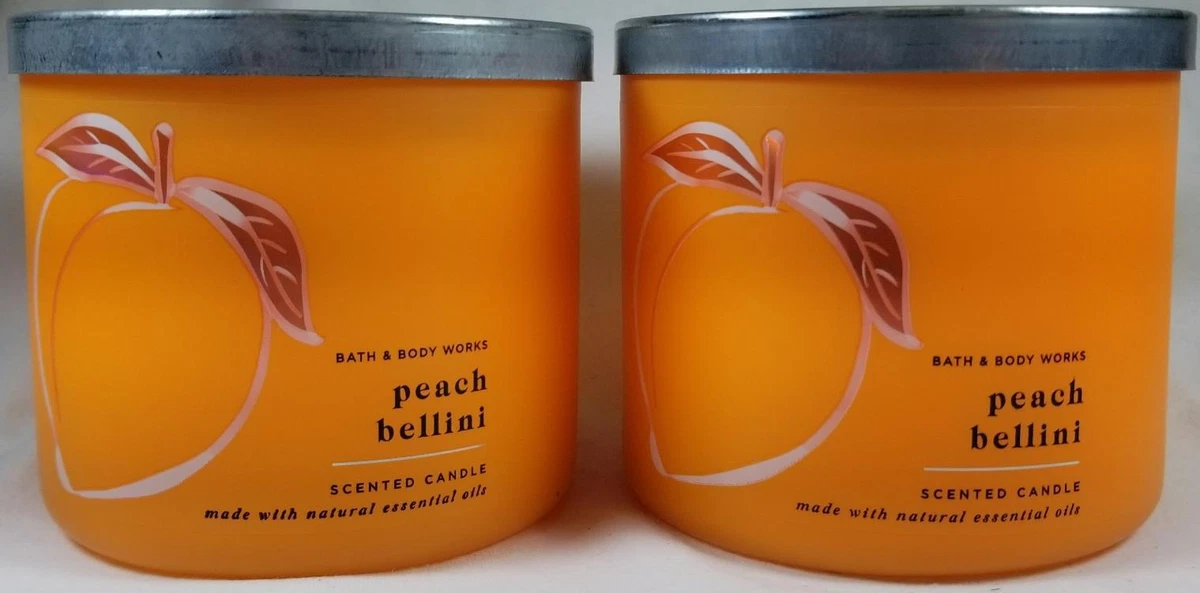 BATH & BODY WORKS
peach
bellini
SCENTED CANDLE
made with natural essential oils
BATH & BODY WORKS
peach
bellini
SCENTED CANDLE
made with natural essential oils